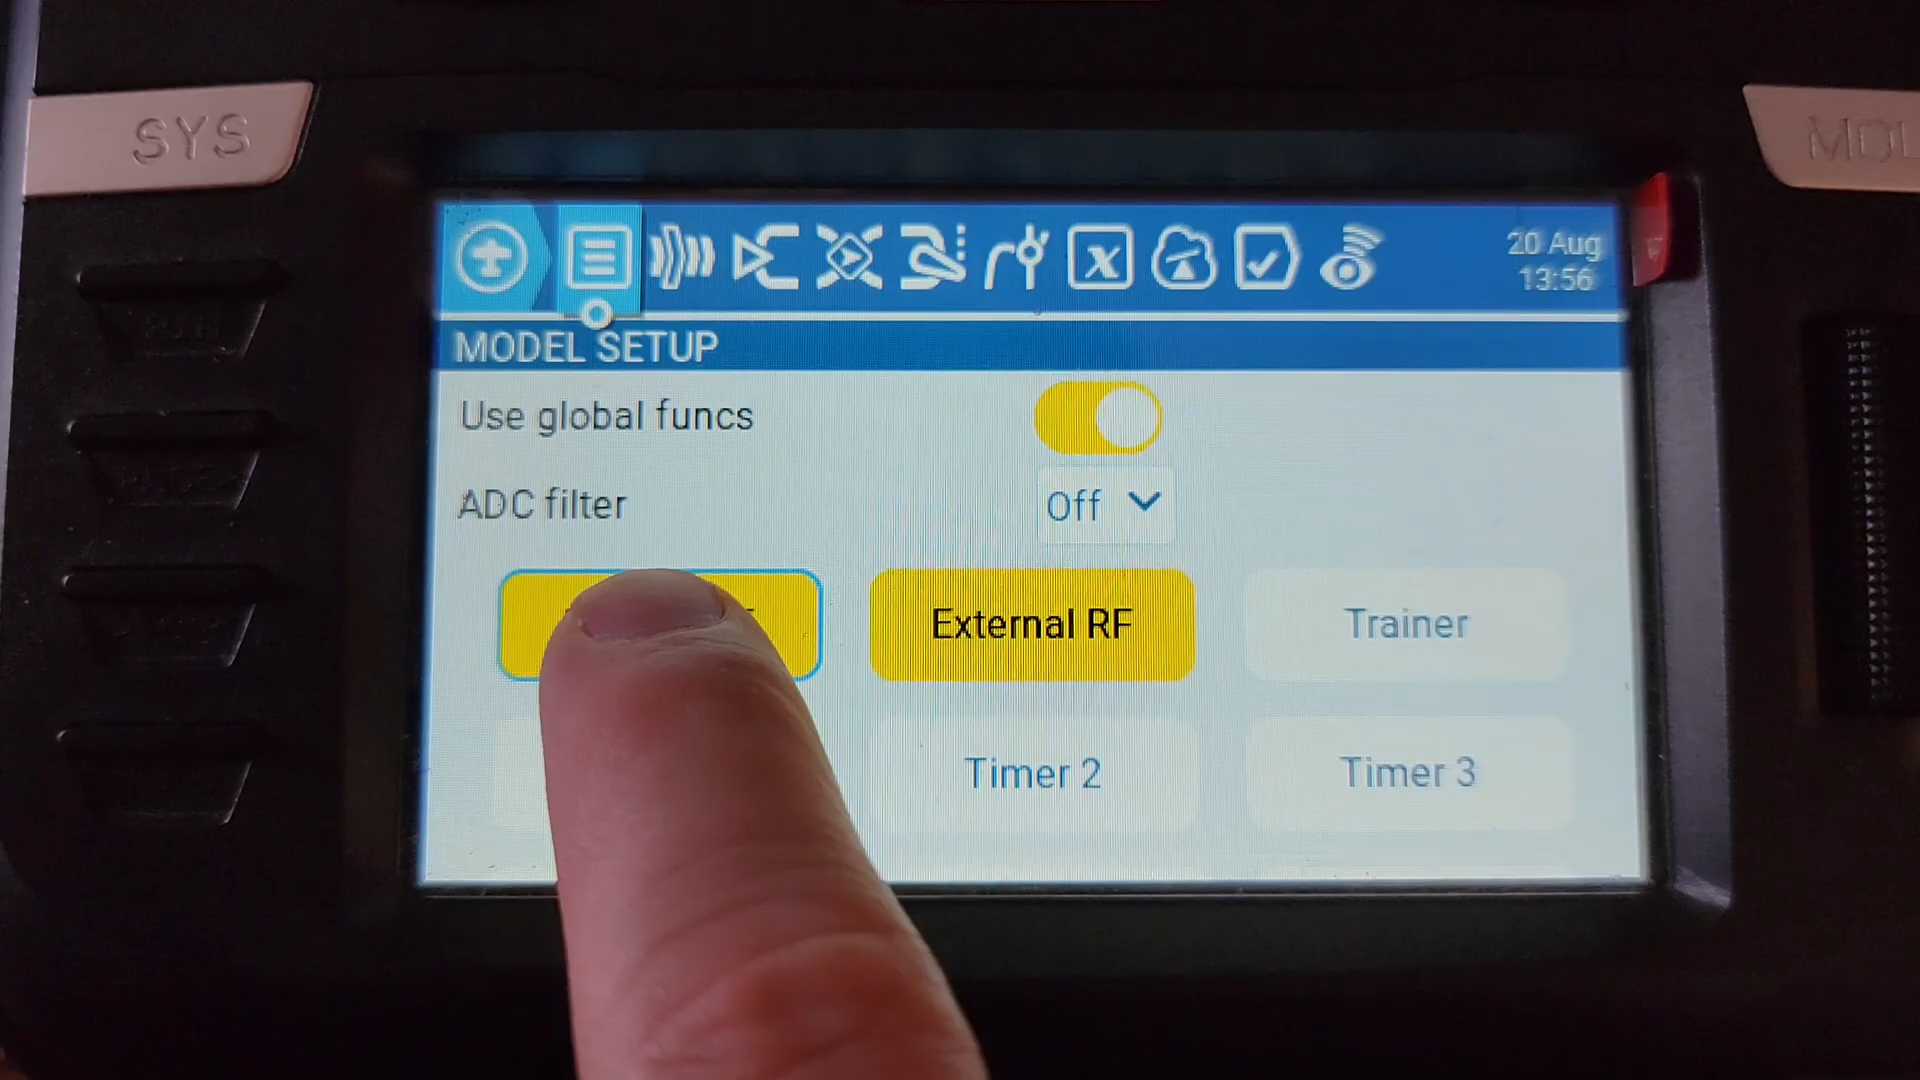 SYS
MDL
20 Aug
13:56
MODEL SETUP
Use global funcs
ADC filter
Off
External RF
Trainer
Timer 2
Timer 3